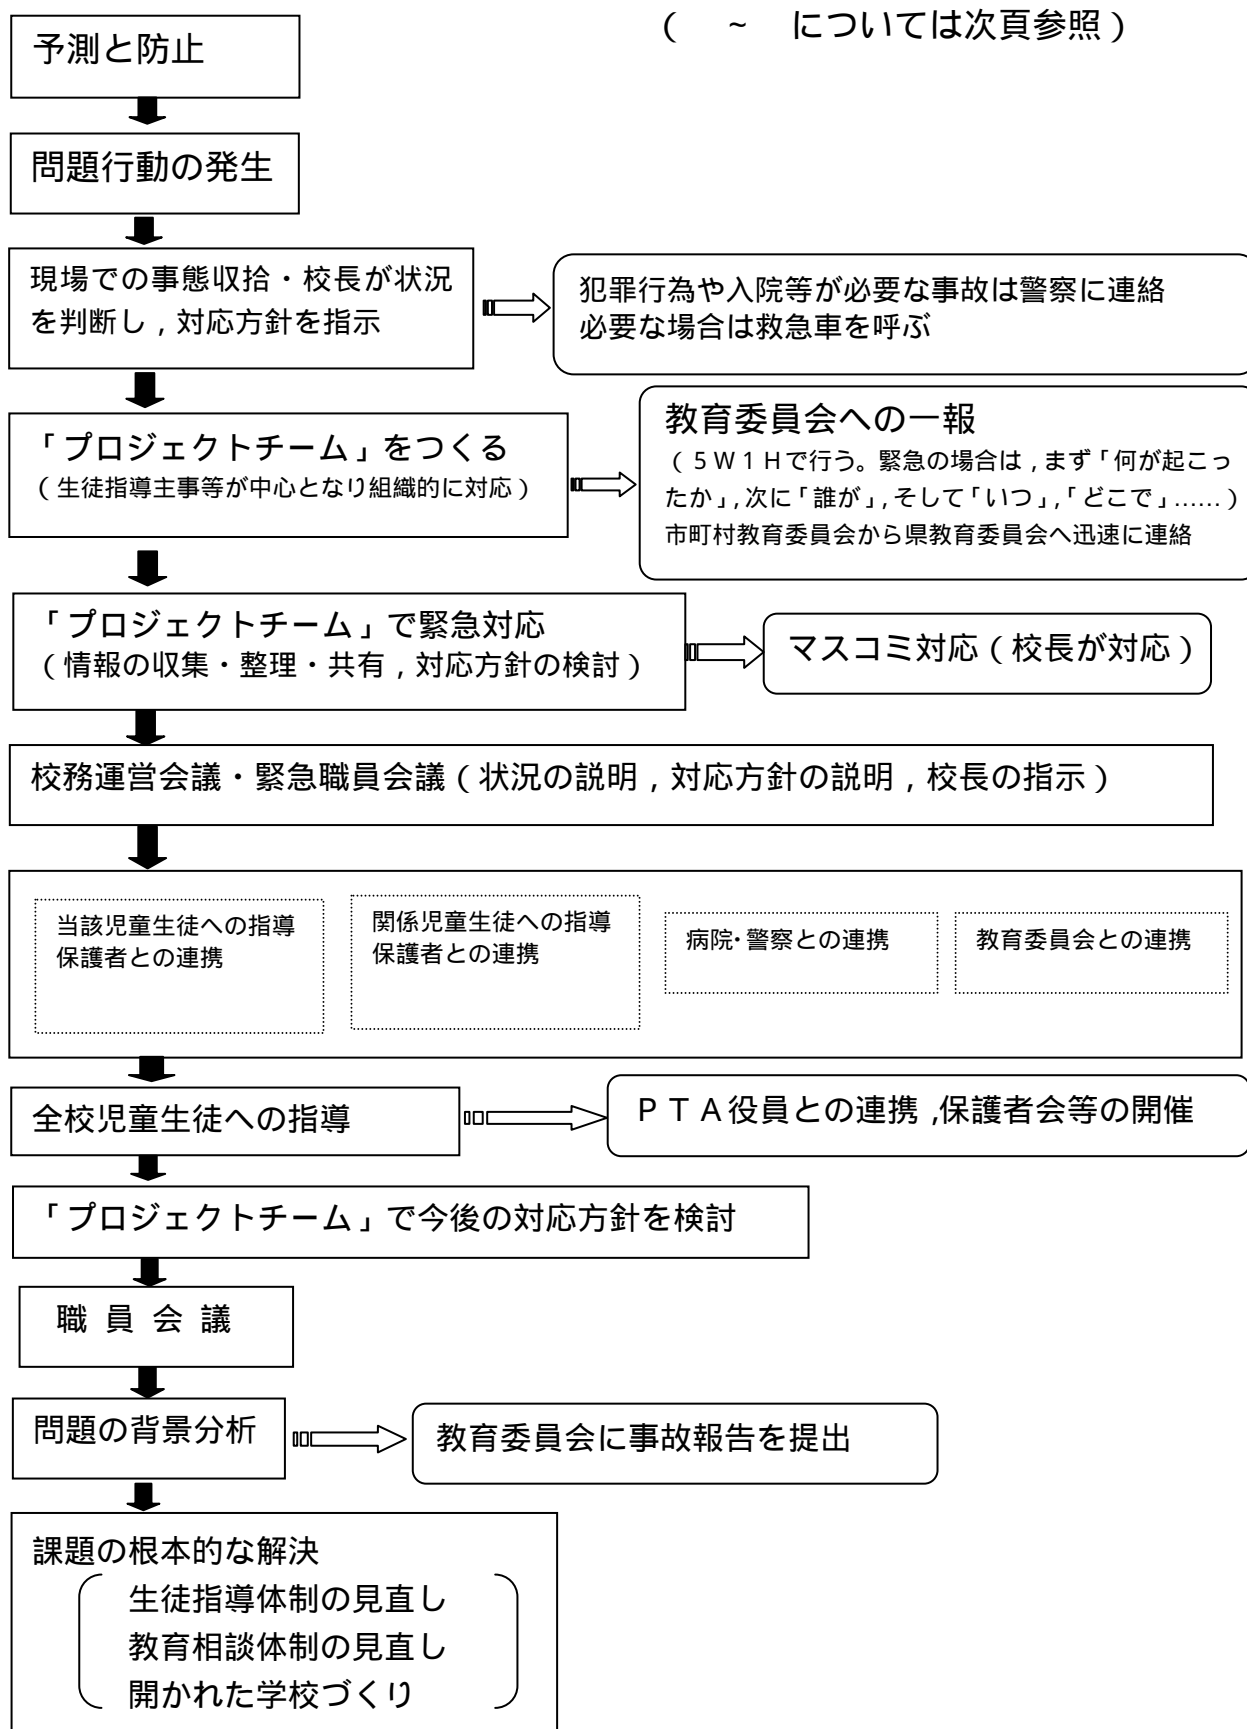 （　～　については次頁参照）
予測と防止
問題行動の発生
現場での事態収拾・校長が状況
を判断し，対応方針を指示
犯罪行為や入院等が必要な事故は警察に連絡
必要な場合は救急車を呼ぶ
「プロジェクトチーム」をつくる
（生徒指導主事等が中心となり組織的に対応）
教育委員会への一報
（５Ｗ１Ｈで行う。緊急の場合は，まず「何が起こっ
たか」，次に「誰が」，そして「いつ」，「どこで」……）
市町村教育委員会から県教育委員会へ迅速に連絡
「プロジェクトチーム」で緊急対応
（情報の収集・整理・共有，対応方針の検討）
マスコミ対応（校長が対応）
校務運営会議・緊急職員会議（状況の説明，対応方針の説明，校長の指示）
当該児童生徒への指導
保護者との連携
関係児童生徒への指導
保護者との連携
病院・警察との連携
教育委員会との連携
全校児童生徒への指導
ＰＴＡ役員との連携，保護者会等の開催
「プロジェクトチーム」で今後の対応方針を検討
職 員 会 議
問題の背景分析
教育委員会に事故報告を提出
課題の根本的な解決
生徒指導体制の見直し
教育相談体制の見直し
開かれた学校づくり